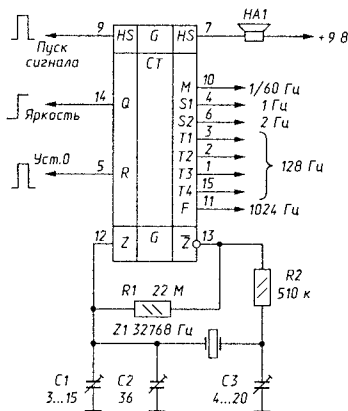 9 HS G HS 7 HA1
Пуск сигнала
+9 В
CT
14 Q
Яркость
Уст.0
5 R
M 10 1/60 Гц
S1 4 1 Гц
S2 6 2 Гц
T1 3
T2 2
T3 1
T4 15
128 Гц
F 11 1024 Гц
12 Z G Z 13
R1 22 М
R2
510 к
Z1 32768 Гц
C1
3...15
C2
36
C3
4...20